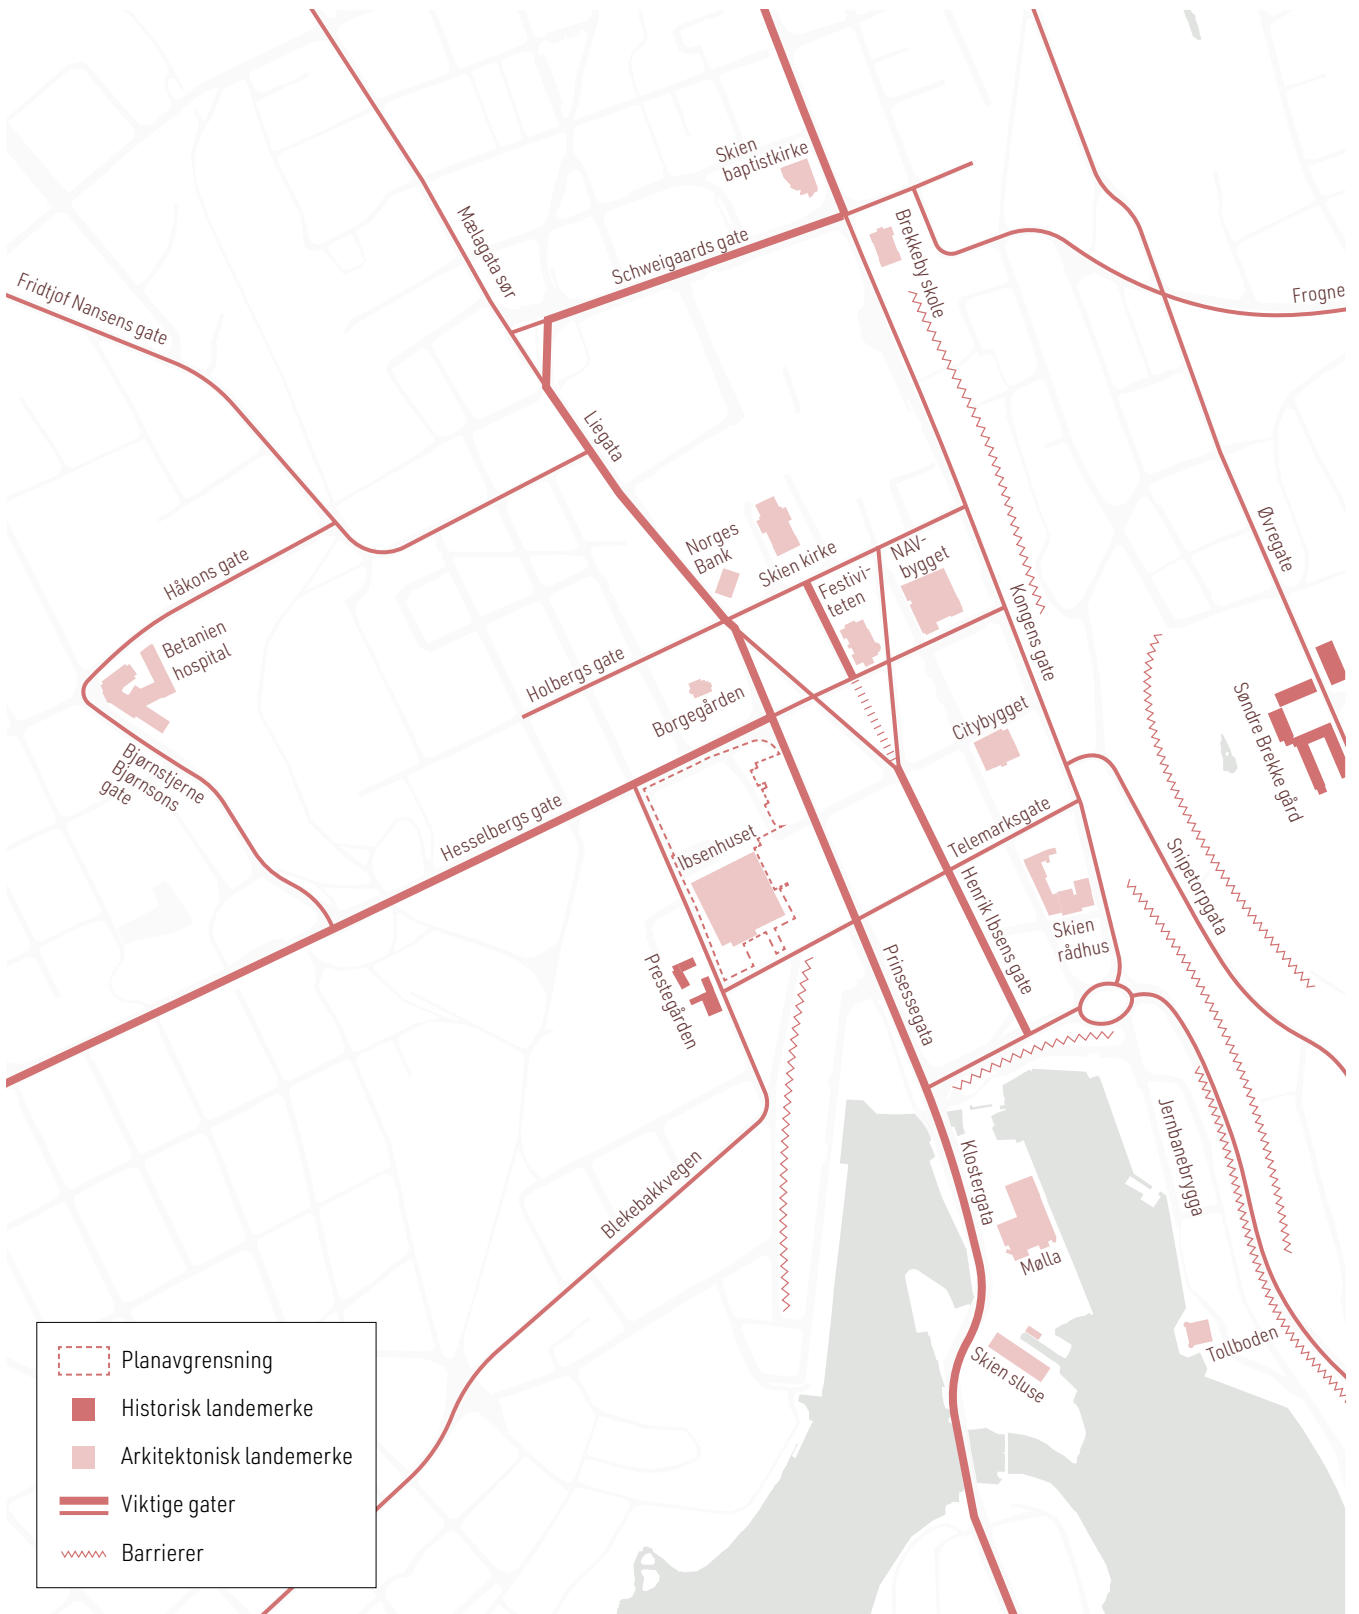 Skien
baptistkirke
Brekkeby skole
Mælagata sør
Schweigaards gate
Fridtjof Nansens gate
Frogne
Liegata
Norges
Bank
Skien kirke
NAV-
bygget
Festivi-
teten
Øvregate
Håkons gate
Kongens gate
Betanien
hospital
Holbergs gate
Borgegården
Citybygget
Søndre Brekke gård
Bjørnstjerne
Bjørnsons
gate
Hesselbergs gate
Ibsenhuset
Telemarksgate
Snipetorpgata
Henrik Ibsens gate
Skien
rådhus
Prestegården
Prinsessegata
Klostergata
Jernbanebrygga
Blekebakkvegen
Mølla
Skien sluse
Tollboden
Planavgrensning
Historisk landemerke
Arkitektonisk landemerke
Viktige gater
Barrierer